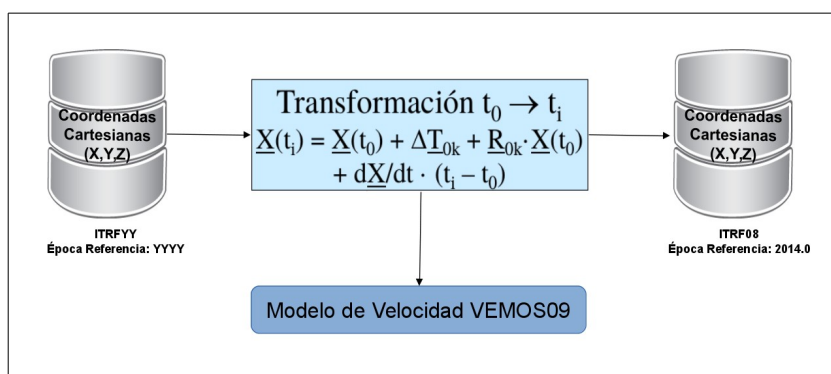 Coordenadas
Cartesianas
(X,Y,Z)
ITRFYY
Época Referencia: YYYY
Transformación t₀ → tᵢ
X(tᵢ) = X(t₀) + ΔT₀ₖ + R₀ₖ·X(t₀)
+ dX/dt · (tᵢ – t₀)
Coordenadas
Cartesianas
(X,Y,Z)
ITRF08
Época Referencia: 2014.0
Modelo de Velocidad VEMOS09